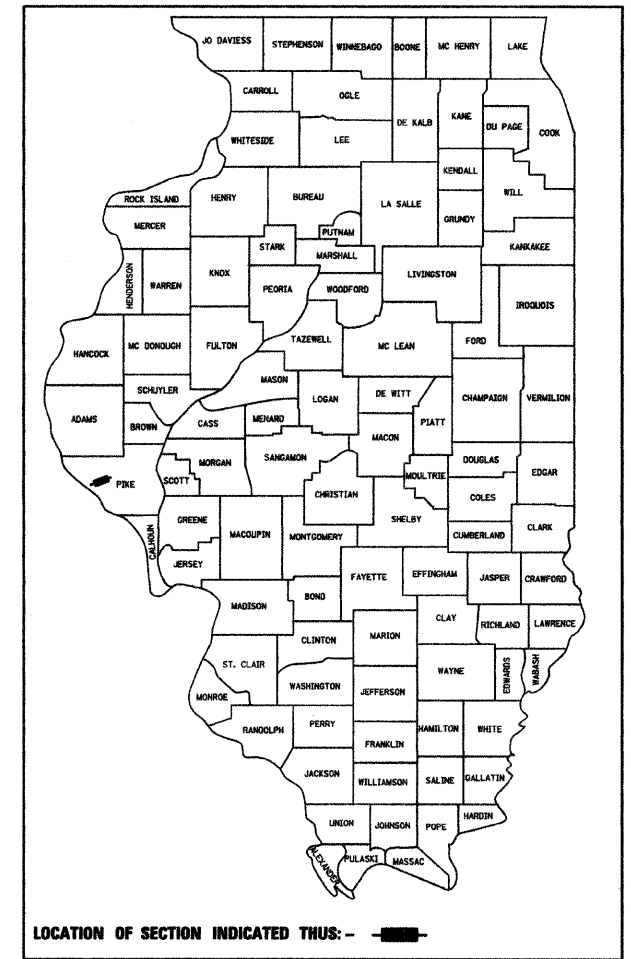 JO DAVIESS
STEPHENSON
WINNEBAGO
BOONE
MC HENRY
LAKE
CARROLL
OGLE
DE KALB
KANE
DU PAGE
COOK
WHITESIDE
LEE
KENDALL
WILL
ROCK ISLAND
HENRY
BUREAU
LA SALLE
GRUNDY
MERCER
PUTNAM
KANKAKEE
STARK
MARSHALL
LIVINGSTON
HENDERSON
WARREN
KNOX
PEORIA
WOODFORD
IROQUOIS
HANCOCK
MC DONOUGH
FULTON
TAZEWELL
MC LEAN
FORD
MASON
SCHUYLER
LOGAN
DE WITT
CHAMPAIGN
VERMILION
ADAMS
BROWN
CASS
MENARD
PIATT
MACON
SANGAMON
DOUGLAS
EDGAR
PIKE
SCOTT
MORGAN
MOULTRIE
CHRISTIAN
COLES
SHELBY
GREENE
MACOUPIN
MONTGOMERY
CUMBERLAND
CLARK
CALHOUN
JERSEY
FAYETTE
EFFINGHAM
JASPER
CRAWFORD
MADISON
BOND
CLAY
RICHLAND
LAWRENCE
CLINTON
MARION
ST. CLAIR
WAYNE
EDWARDS
WABASH
WASHINGTON
JEFFERSON
MONROE
RANDOLPH
PERRY
HAMILTON
WHITE
FRANKLIN
JACKSON
WILLIAMSON
SALINE
GALLATIN
UNION
JOHNSON
POPE
HARDIN
ALEXANDER
PULASKI
MASSAC
LOCATION OF SECTION INDICATED THUS: -